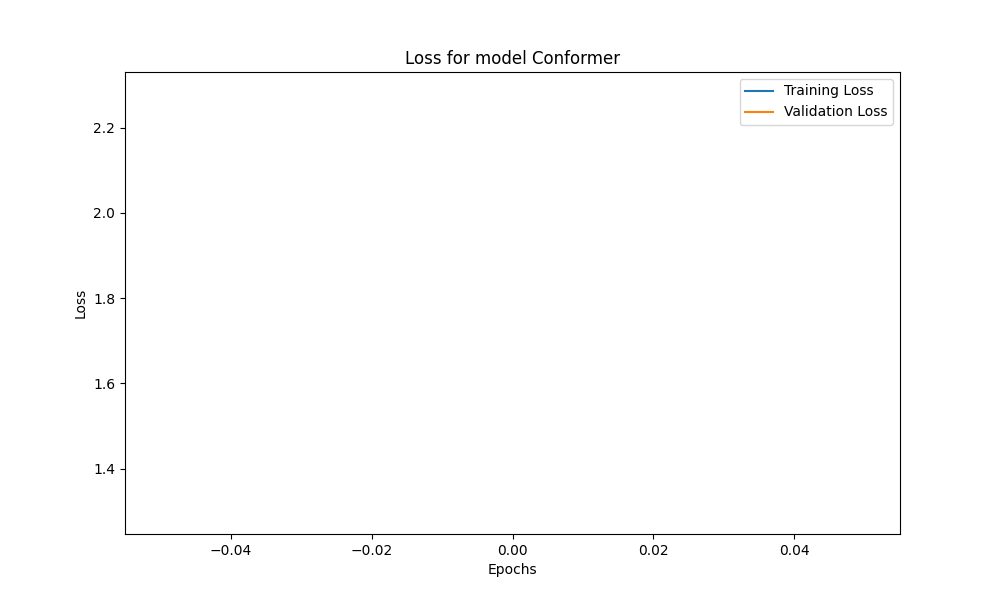 Loss for model Conformer
Training Loss
Validation Loss
2.2
2.0
1.8
1.6
1.4
Loss
−0.04
−0.02
0.00
0.02
0.04
Epochs